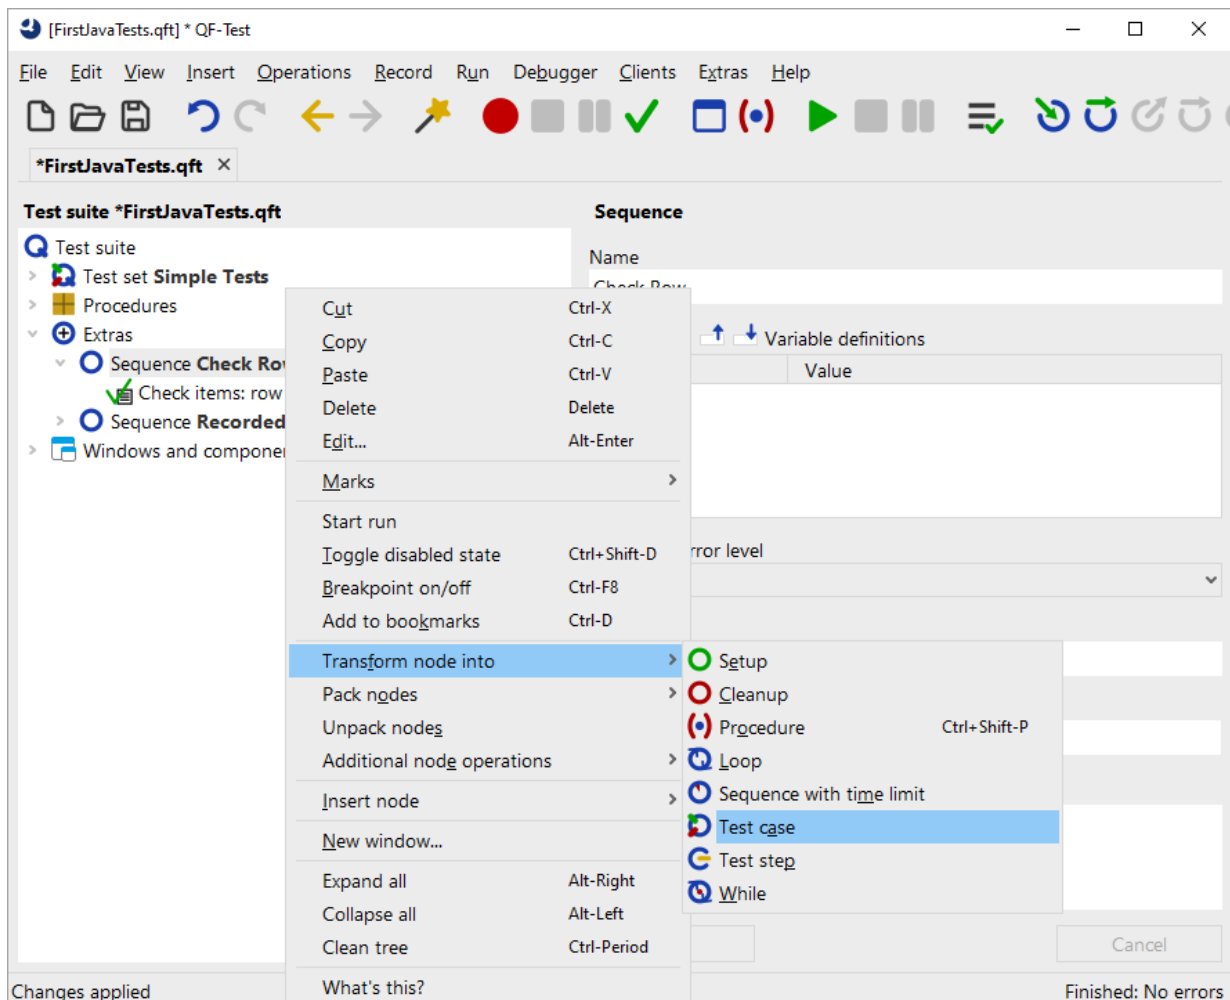 [FirstJavaTests.qft] * QF-Test
File Edit View Insert Operations Record Run Debugger Clients Extras Help
*FirstJavaTests.qft
Test suite *FirstJavaTests.qft
Test suite
Test set Simple Tests
Procedures
Extras
Sequence Check Ro
Check items: row
Sequence Recorded
Windows and compone
Sequence
Name
Check Row
Variable definitions
Value
rror level
Cut Ctrl-X
Copy Ctrl-C
Paste Ctrl-V
Delete Delete
Edit... Alt-Enter
Marks
Start run
Toggle disabled state Ctrl+Shift-D
Breakpoint on/off Ctrl-F8
Add to bookmarks Ctrl-D
Transform node into
Pack nodes
Unpack nodes
Additional node operations
Insert node
New window...
Expand all Alt-Right
Collapse all Alt-Left
Clean tree Ctrl-Period
What's this?
Setup
Cleanup
Procedure Ctrl+Shift-P
Loop
Sequence with time limit
Test case
Test step
While
Cancel
Changes applied
Finished: No errors